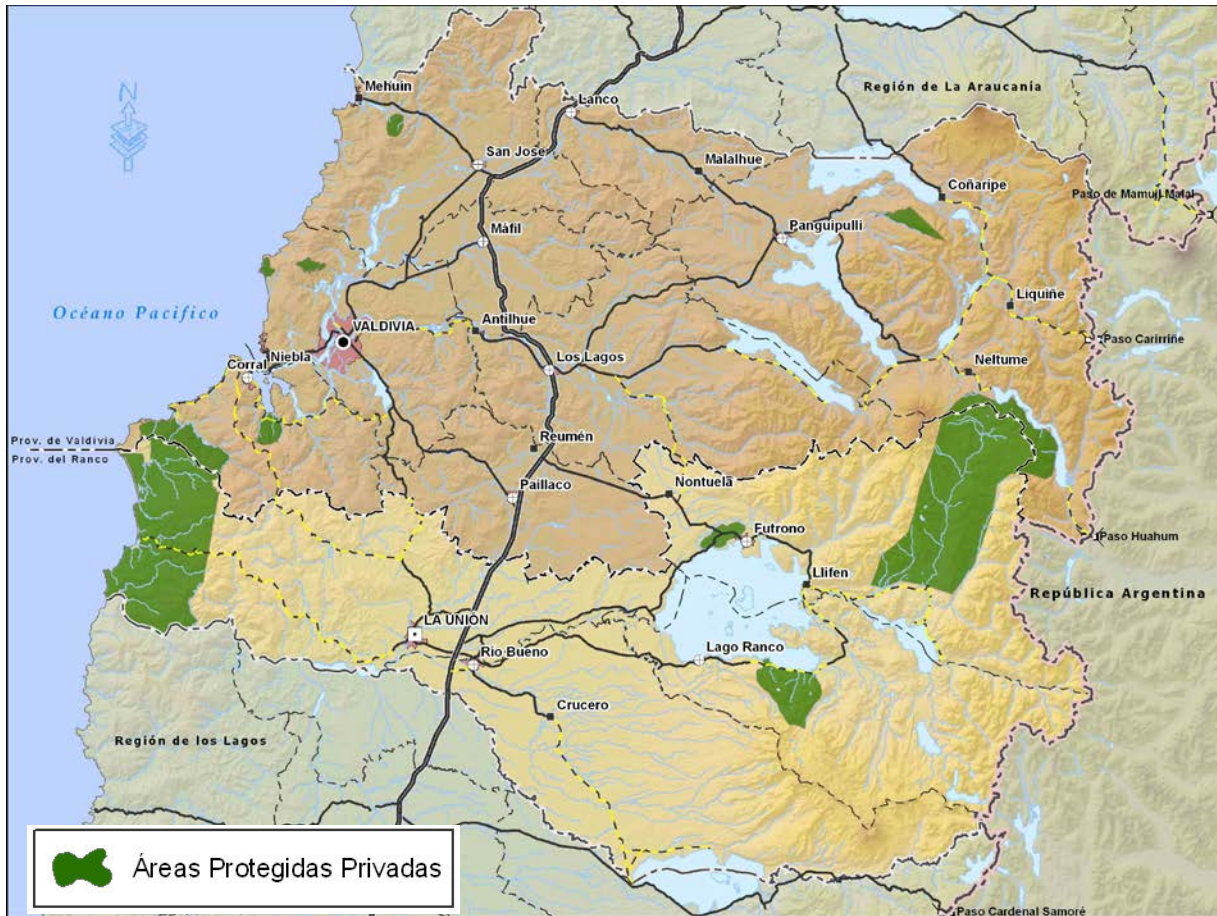 N
Mehuin
Lanco
Región de La Araucanía
San José
Malalhue
Coñaripe
Paso de Mamuil Malal
Máfil
Panguipulli
Liquiñe
Océano Pacifico
Antilhue
VALDIVIA
Paso Carirriñe
Niebla
Los Lagos
Corral
Neltume
Prov. de Valdivia
Prov. del Ranco
Reumén
Paillaco
Nontuela
Futrono
Paso Huahum
Llifen
República Argentina
LA UNIÓN
Rio Bueno
Lago Ranco
Crucero
Región de los Lagos
Áreas Protegidas Privadas
Paso Cardenal Samoré